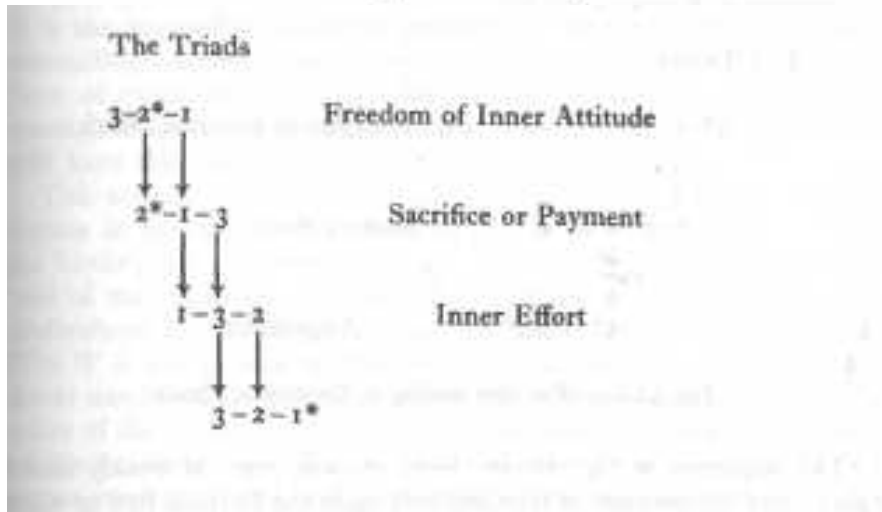 The Triads
3-2*-1 Freedom of Inner Attitude
2*-1-3 Sacrifice or Payment
1-3-2 Inner Effort
3-2-1*